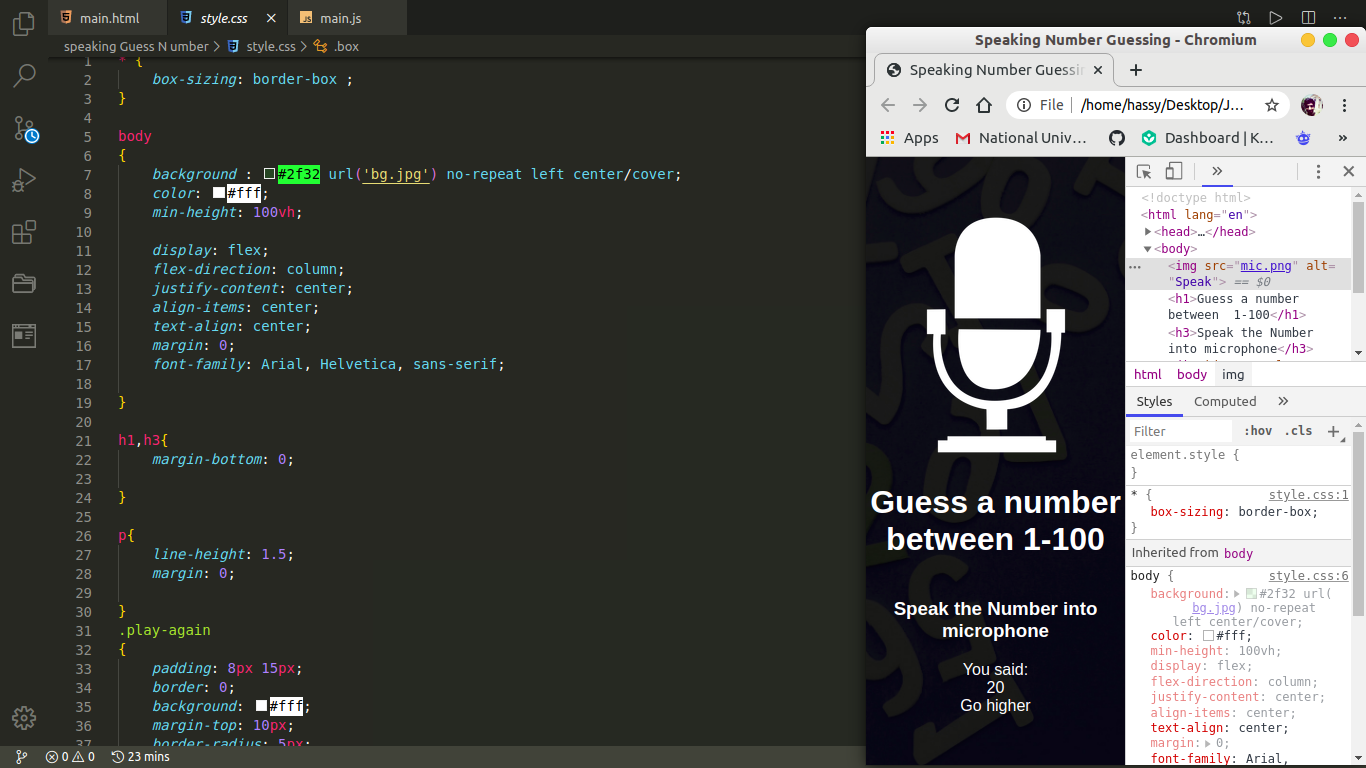 main.html
style.css
main.js
speaking Guess N umber
style.css
.box
1 * {
2 box-sizing: border-box ;
3 }
4
5 body
6 {
7 background : #2f32 url('bg.jpg') no-repeat left center/cover;
8 color: #fff;
9 min-height: 100vh;
10
11 display: flex;
12 flex-direction: column;
13 justify-content: center;
14 align-items: center;
15 text-align: center;
16 margin: 0;
17 font-family: Arial, Helvetica, sans-serif;
18
19 }
20
21 h1,h3{
22 margin-bottom: 0;
23
24 }
25
26 p{
27 line-height: 1.5;
28 margin: 0;
29
30 }
31 .play-again
32 {
33 padding: 8px 15px;
34 border: 0;
35 background: #fff;
36 margin-top: 10px;
37 border-radius: 5px;
0 0
23 mins
Speaking Number Guessing - Chromium
Speaking Number Guessin
File
/home/hassy/Desktop/J...
Apps
National Univ...
Dashboard | K...
»
Guess a number
between 1-100
Speak the Number into
microphone
You said:
20
Go higher
»
<!doctype html>
<html lang="en">
<head>…</head>
<body>
<img src="mic.png" alt=
"Speak"> == $0
<h1>Guess a number
between 1-100</h1>
<h3>Speak the Number
into microphone</h3>
html body img
Styles
Computed
»
Filter
:hov
.cls
element.style {
}
* {
style.css:1
box-sizing: border-box;
}
Inherited from body
body {
style.css:6
background: #2f32 url(
bg.jpg) no-repeat
left center/cover;
color: #fff;
min-height: 100vh;
display: flex;
flex-direction: column;
justify-content: center;
align-items: center;
text-align: center;
margin: 0;
font-family: Arial,